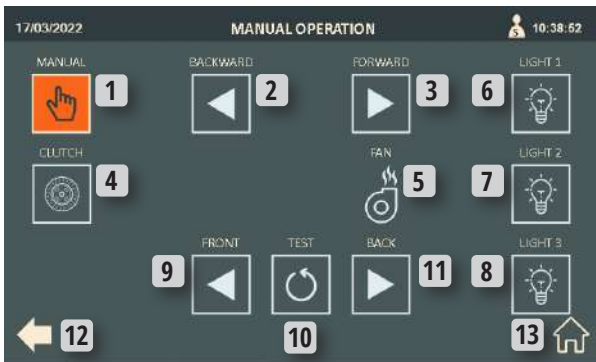 17/03/2022 MANUAL OPERATION S 10:38:52
MANUAL BACKWARD FORWARD LIGHT 1
1 2 3 6
CLUTCH FAN LIGHT 2
4 5 7
FRONT TEST BACK LIGHT 3
9 11 8
12 10 13